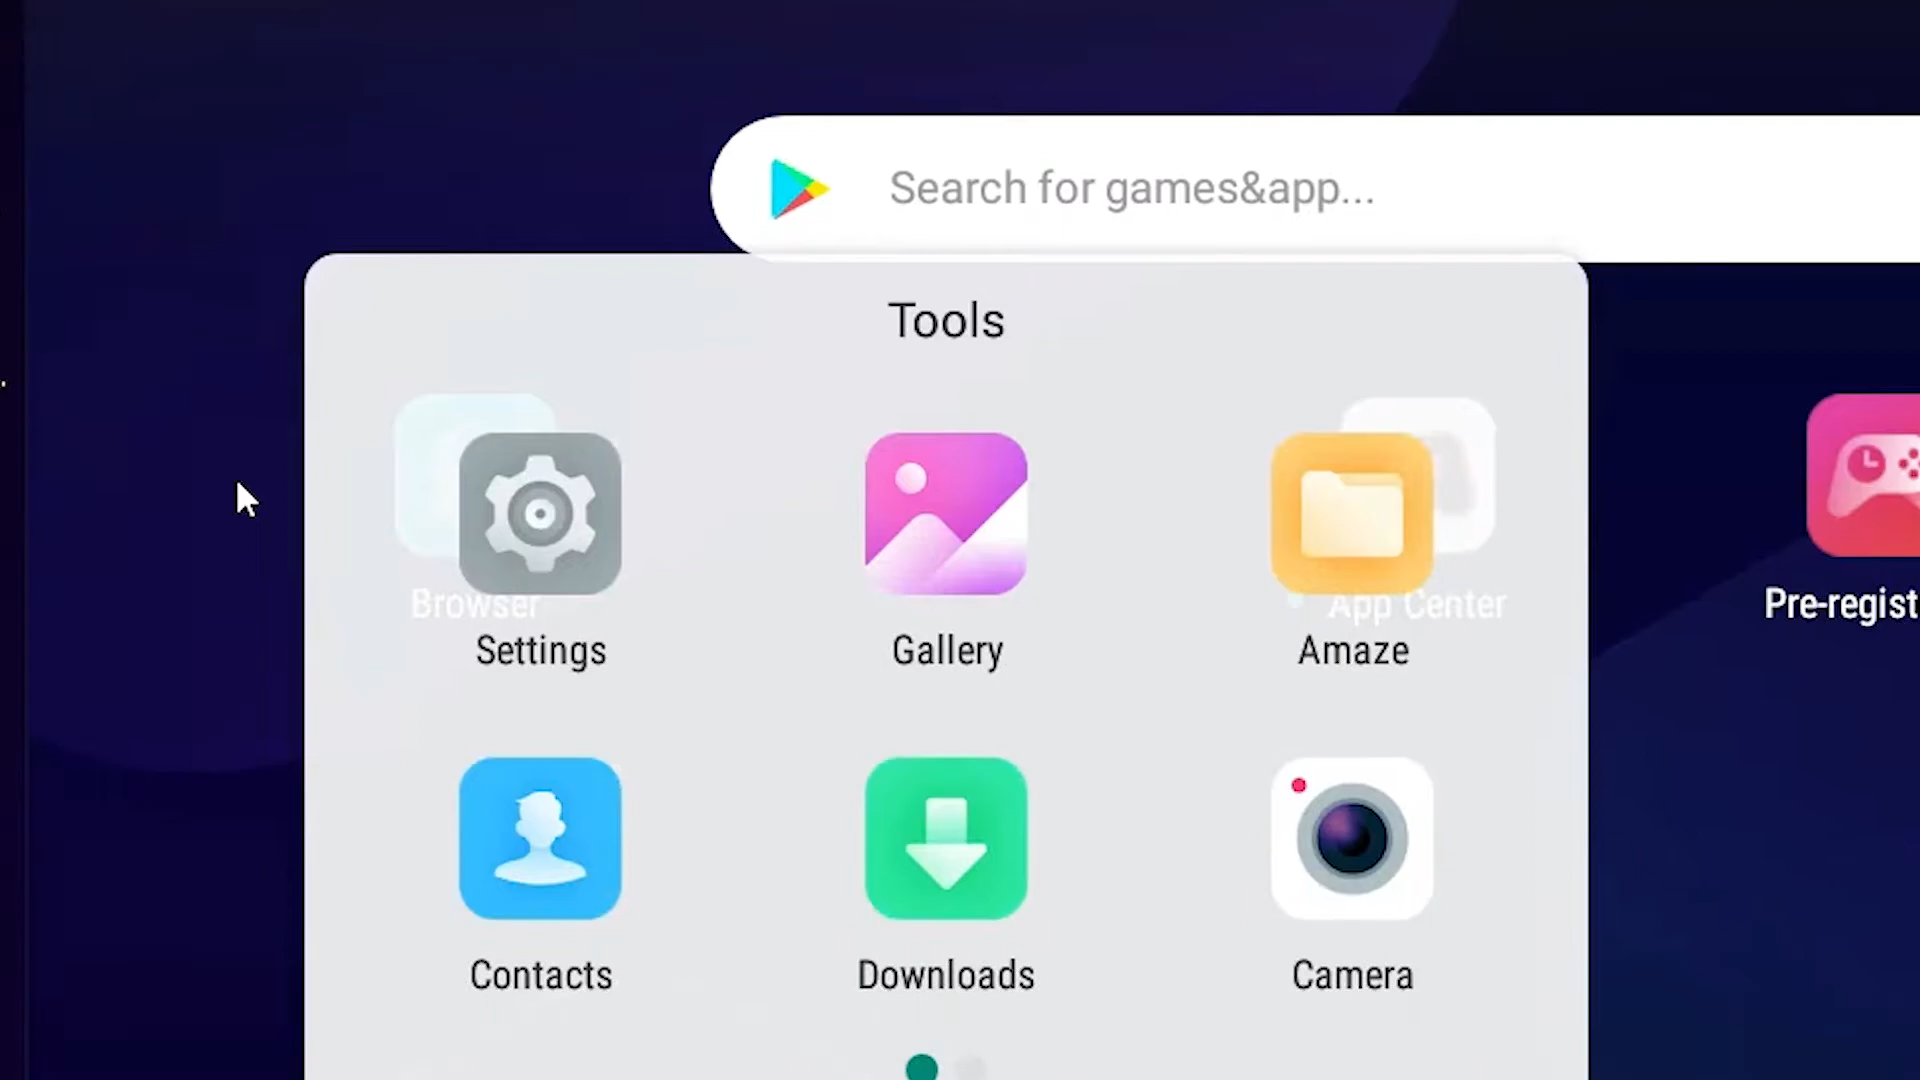 Search for games&app...
Tools
Browser
App Center
Pre-regist
Settings
Gallery
Amaze
Contacts
Downloads
Camera